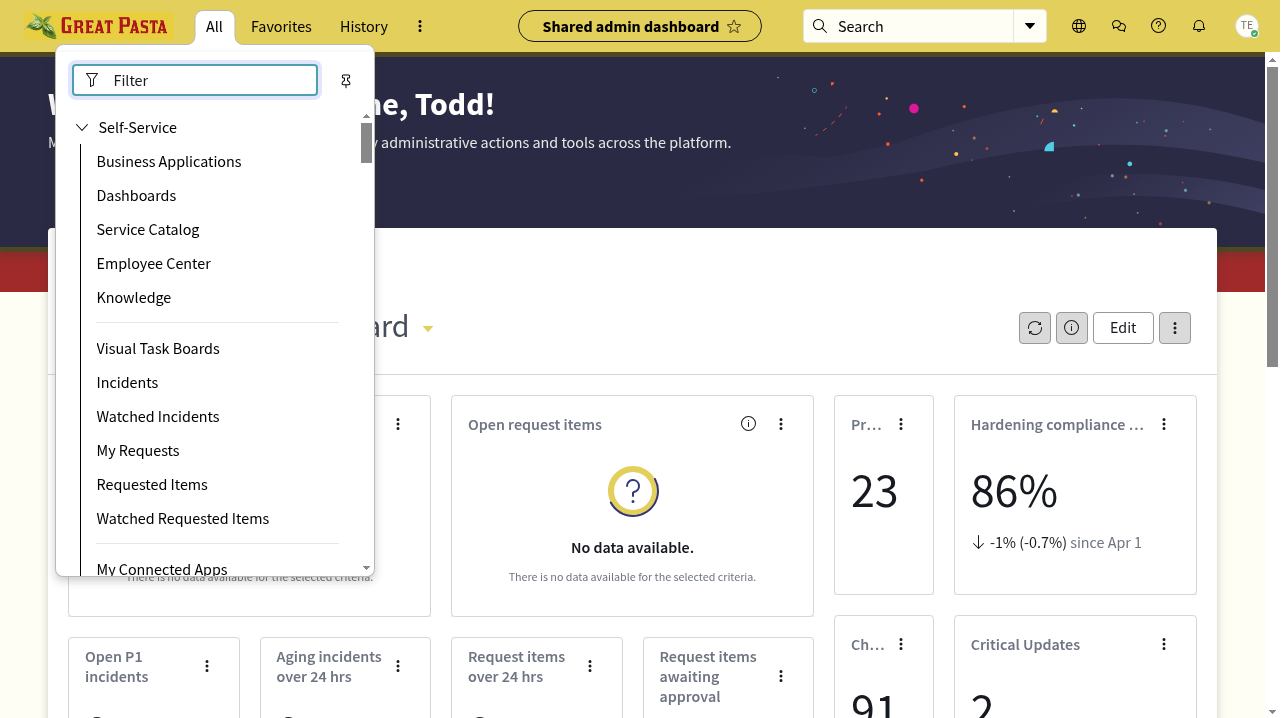 GREAT PASTA
All
Favorites
History
Shared admin dashboard
Search
TE
Filter
Self-Service
Business Applications
Dashboards
Service Catalog
Employee Center
Knowledge
Visual Task Boards
Incidents
Watched Incidents
My Requests
Requested Items
Watched Requested Items
My Connected Apps
ne, Todd!
administrative actions and tools across the platform.
ard
Edit
There is no data available for the selected criteria.
Open request items
No data available.
There is no data available for the selected criteria.
Pr...
23
Hardening compliance ...
86%
-1% (-0.7%) since Apr 1
Open P1
incidents
Aging incidents
over 24 hrs
Request items
over 24 hrs
Request items
awaiting
approval
Ch...
91
Critical Updates
2